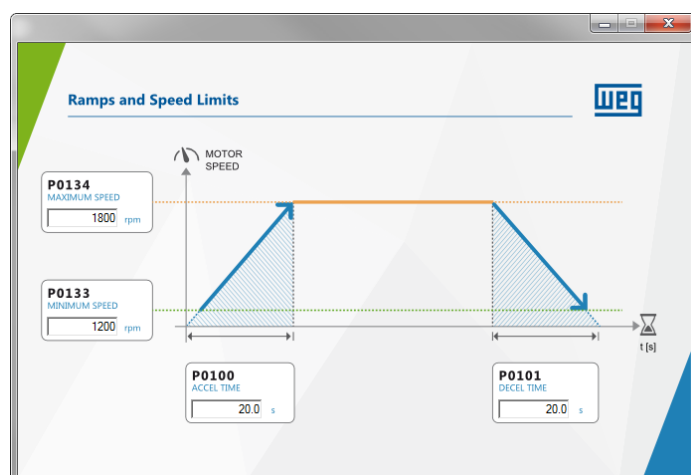 Ramps and Speed Limits
WEG
MOTOR
SPEED
P0134
MAXIMUM SPEED
1800 rpm
P0133
MINIMUM SPEED
1200 rpm
t [s]
P0100
ACCEL TIME
20.0 s
P0101
DECEL TIME
20.0 s